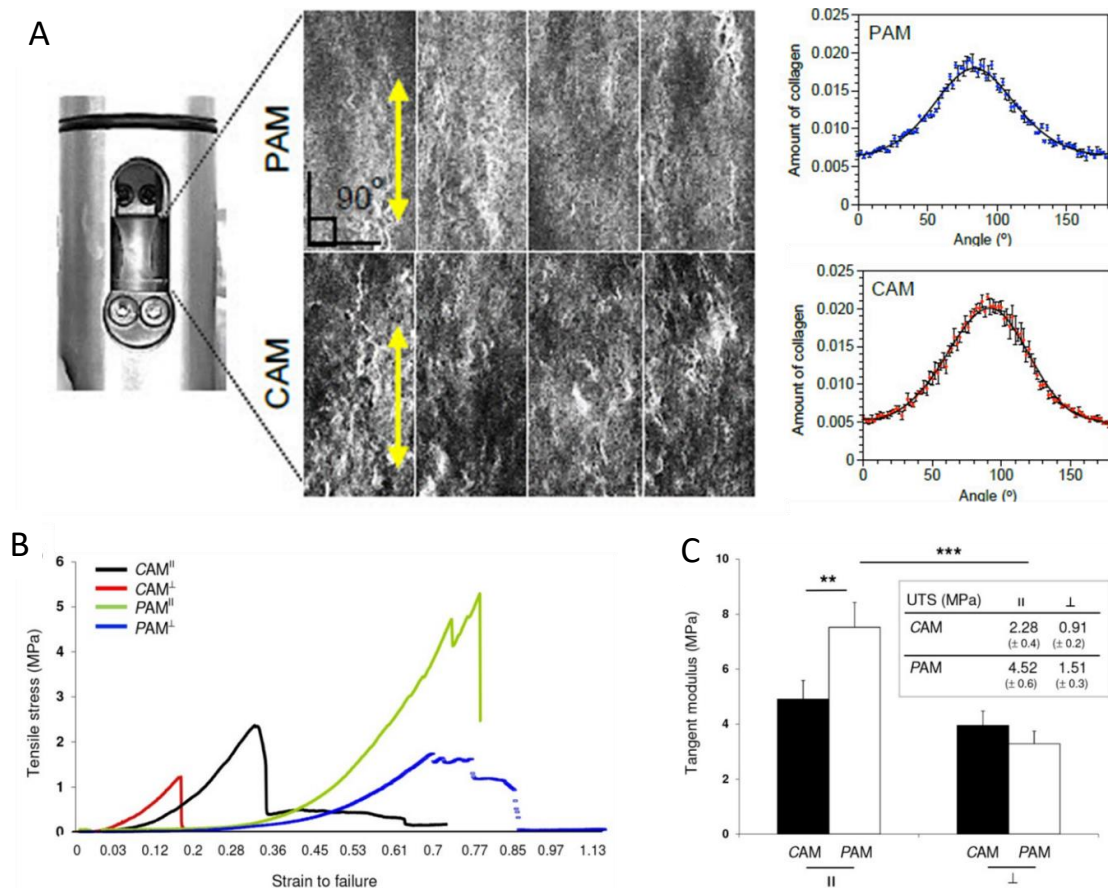 A
PAM
90°
CAM
PAM
Amount of collagen
0.025
0.020
0.015
0.010
0.005
0
0 50 100 150
Angle (º)
CAM
Amount of collagen
0.025
0.020
0.015
0.010
0.005
0
0 50 100 150
Angle (º)
B
CAM||
CAM⊥
PAM||
PAM⊥
Tensile stress (MPa)
6
5
4
3
2
1
0
0 0.03 0.12 0.2 0.28 0.36 0.45 0.53 0.61 0.7 0.77 0.85 0.97 1.13
Strain to failure
C
Tangent modulus (MPa)
10
8
6
4
2
0
**
***
UTS (MPa) || ⊥
CAM 2.28 0.91
(± 0.4) (± 0.2)
PAM 4.52 1.51
(± 0.6) (± 0.3)
CAM PAM CAM PAM
|| ⊥